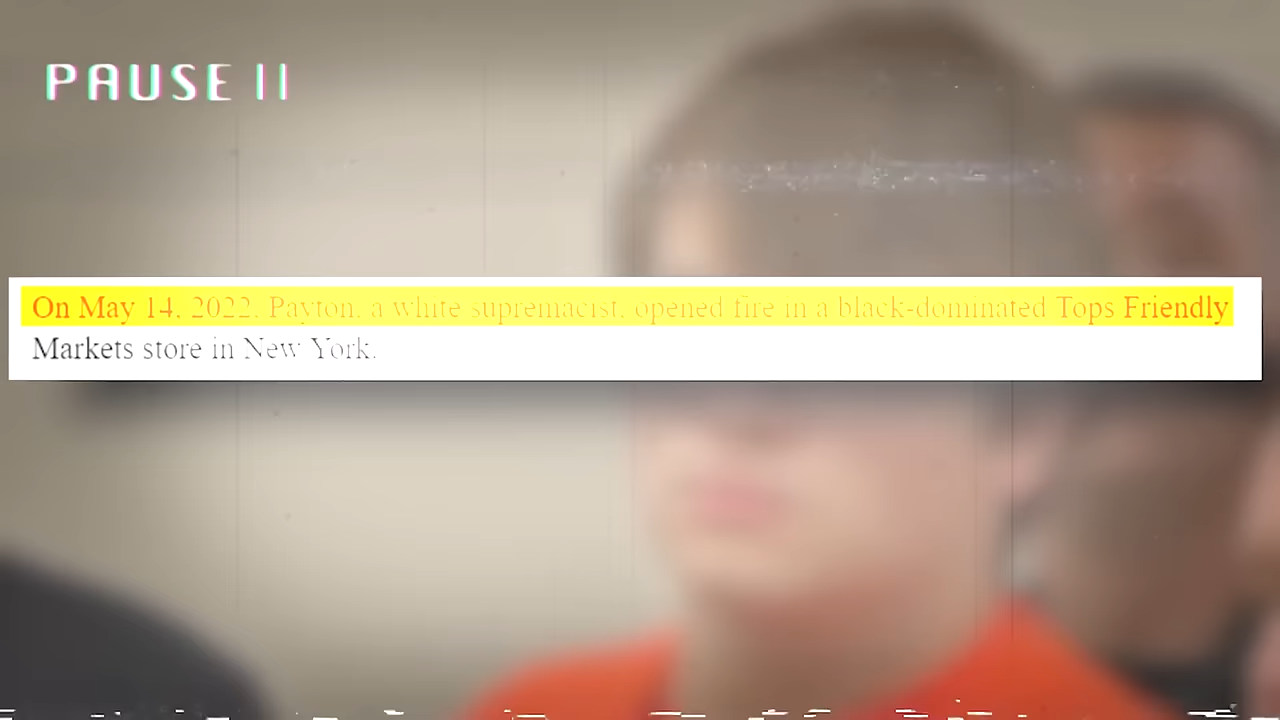 PAUSE II
On May 14, 2022, Payton, a white supremacist, opened fire in a black-dominated Tops Friendly
Markets store in New York.